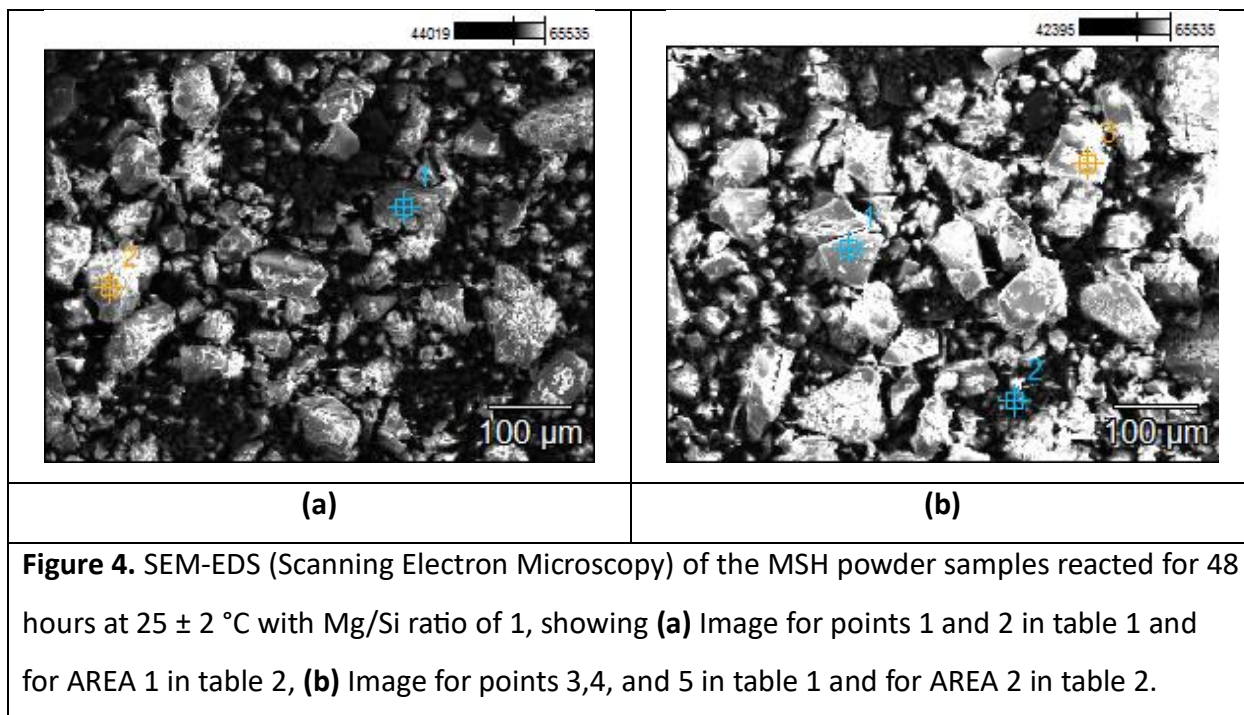 44019 65535
1
2
100 µm
42395 65535
3
1
2
100 µm
(a) (b)
Figure 4. SEM-EDS (Scanning Electron Microscopy) of the MSH powder samples reacted for 48
hours at 25 ± 2 °C with Mg/Si ratio of 1, showing (a) Image for points 1 and 2 in table 1 and
for AREA 1 in table 2, (b) Image for points 3,4, and 5 in table 1 and for AREA 2 in table 2.